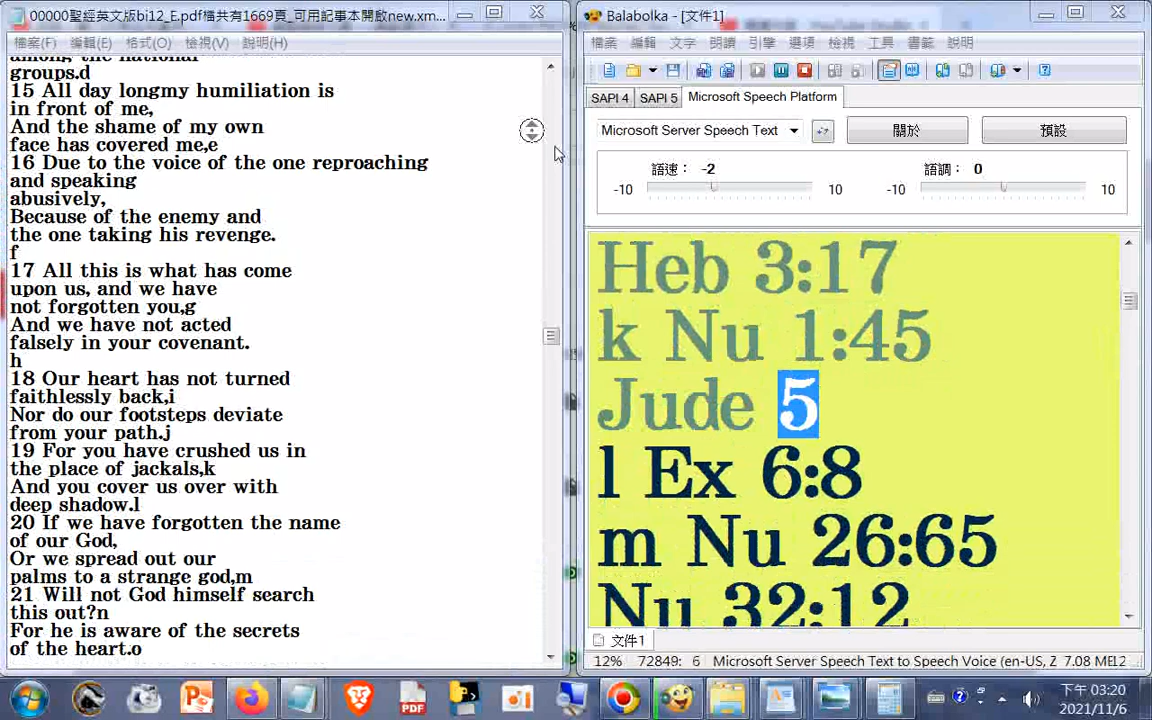 00000聖經英文版bi12_E.pdf檔共有1669頁_可用記事本開啟new.xm...
檔案(F) 編輯(E) 格式(O) 檢視(V) 說明(H)
among the national
groups.d
15 All day longmy humiliation is
in front of me,
And the shame of my own
face has covered me,e
16 Due to the voice of the one reproaching
and speaking
abusively,
Because of the enemy and
the one taking his revenge.
f
17 All this is what has come
upon us, and we have
not forgotten you,g
And we have not acted
falsely in your covenant.
h
18 Our heart has not turned
faithlessly back,i
Nor do our footsteps deviate
from your path.j
19 For you have crushed us in
the place of jackals,k
And you cover us over with
deep shadow.l
20 If we have forgotten the name
of our God,
Or we spread out our
palms to a strange god,m
21 Will not God himself search
this out?n
For he is aware of the secrets
of the heart.o
Balabolka - [文件1]
檔案 編輯 文字 朗讀 引擎 選項 檢視 工具 書籤 說明
SAPI 4 SAPI 5 Microsoft Speech Platform
Microsoft Server Speech Text 關於 預設
語速： -2 語調： 0
-10 10 -10 10
Heb 3:17
k Nu 1:45
Jude 5
l Ex 6:8
m Nu 26:65
Nu 32:12
文件1
12% 72849: 6 Microsoft Server Speech Text to Speech Voice (en-US, Z 7.08 ME
PDF
下午 03:20
2021/11/6